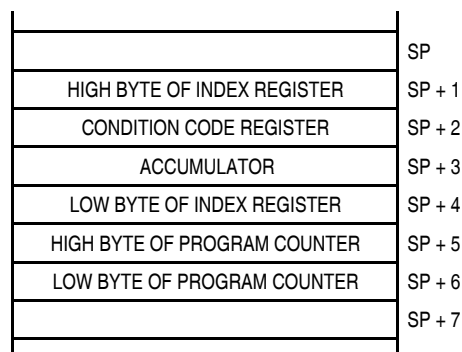 SP
HIGH BYTE OF INDEX REGISTER SP + 1
CONDITION CODE REGISTER SP + 2
ACCUMULATOR SP + 3
LOW BYTE OF INDEX REGISTER SP + 4
HIGH BYTE OF PROGRAM COUNTER SP + 5
LOW BYTE OF PROGRAM COUNTER SP + 6
SP + 7